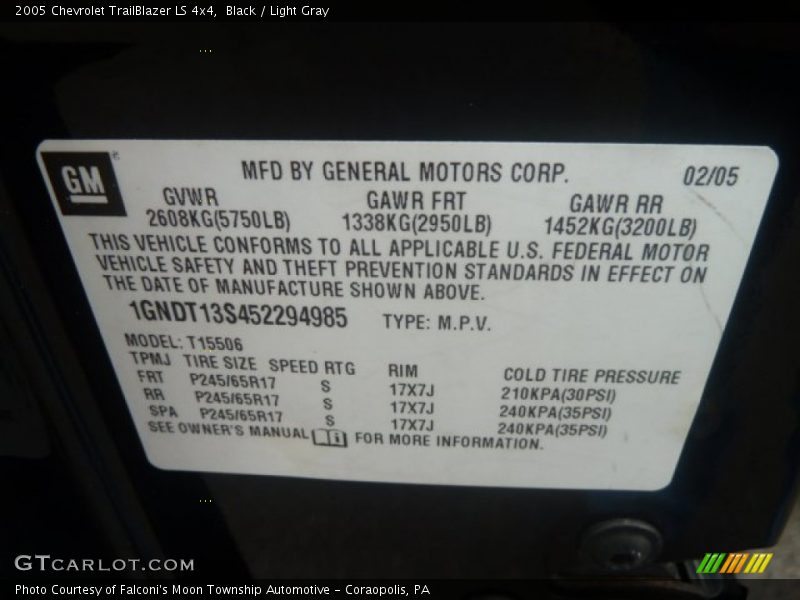 2005 Chevrolet TrailBlazer LS 4x4,  Black / Light Gray
GM
MFD BY GENERAL MOTORS CORP. 02/05
GVWR GAWR FRT GAWR RR
2608KG(5750LB) 1338KG(2950LB) 1452KG(3200LB)
THIS VEHICLE CONFORMS TO ALL APPLICABLE U.S. FEDERAL MOTOR
VEHICLE SAFETY AND THEFT PREVENTION STANDARDS IN EFFECT ON
THE DATE OF MANUFACTURE SHOWN ABOVE.
1GNDT13S452294985 TYPE: M.P.V.
MODEL: T15506
TPMJ TIRE SIZE SPEED RTG RIM COLD TIRE PRESSURE
FRT P245/65R17 S 17X7J 210KPA(30PSI)
RR P245/65R17 S 17X7J 240KPA(35PSI)
SPA P245/65R17 S 17X7J 240KPA(35PSI)
SEE OWNER'S MANUAL FOR MORE INFORMATION.
GTCARLOT.COM
Photo Courtesy of Falconi's Moon Township Automotive - Coraopolis, PA